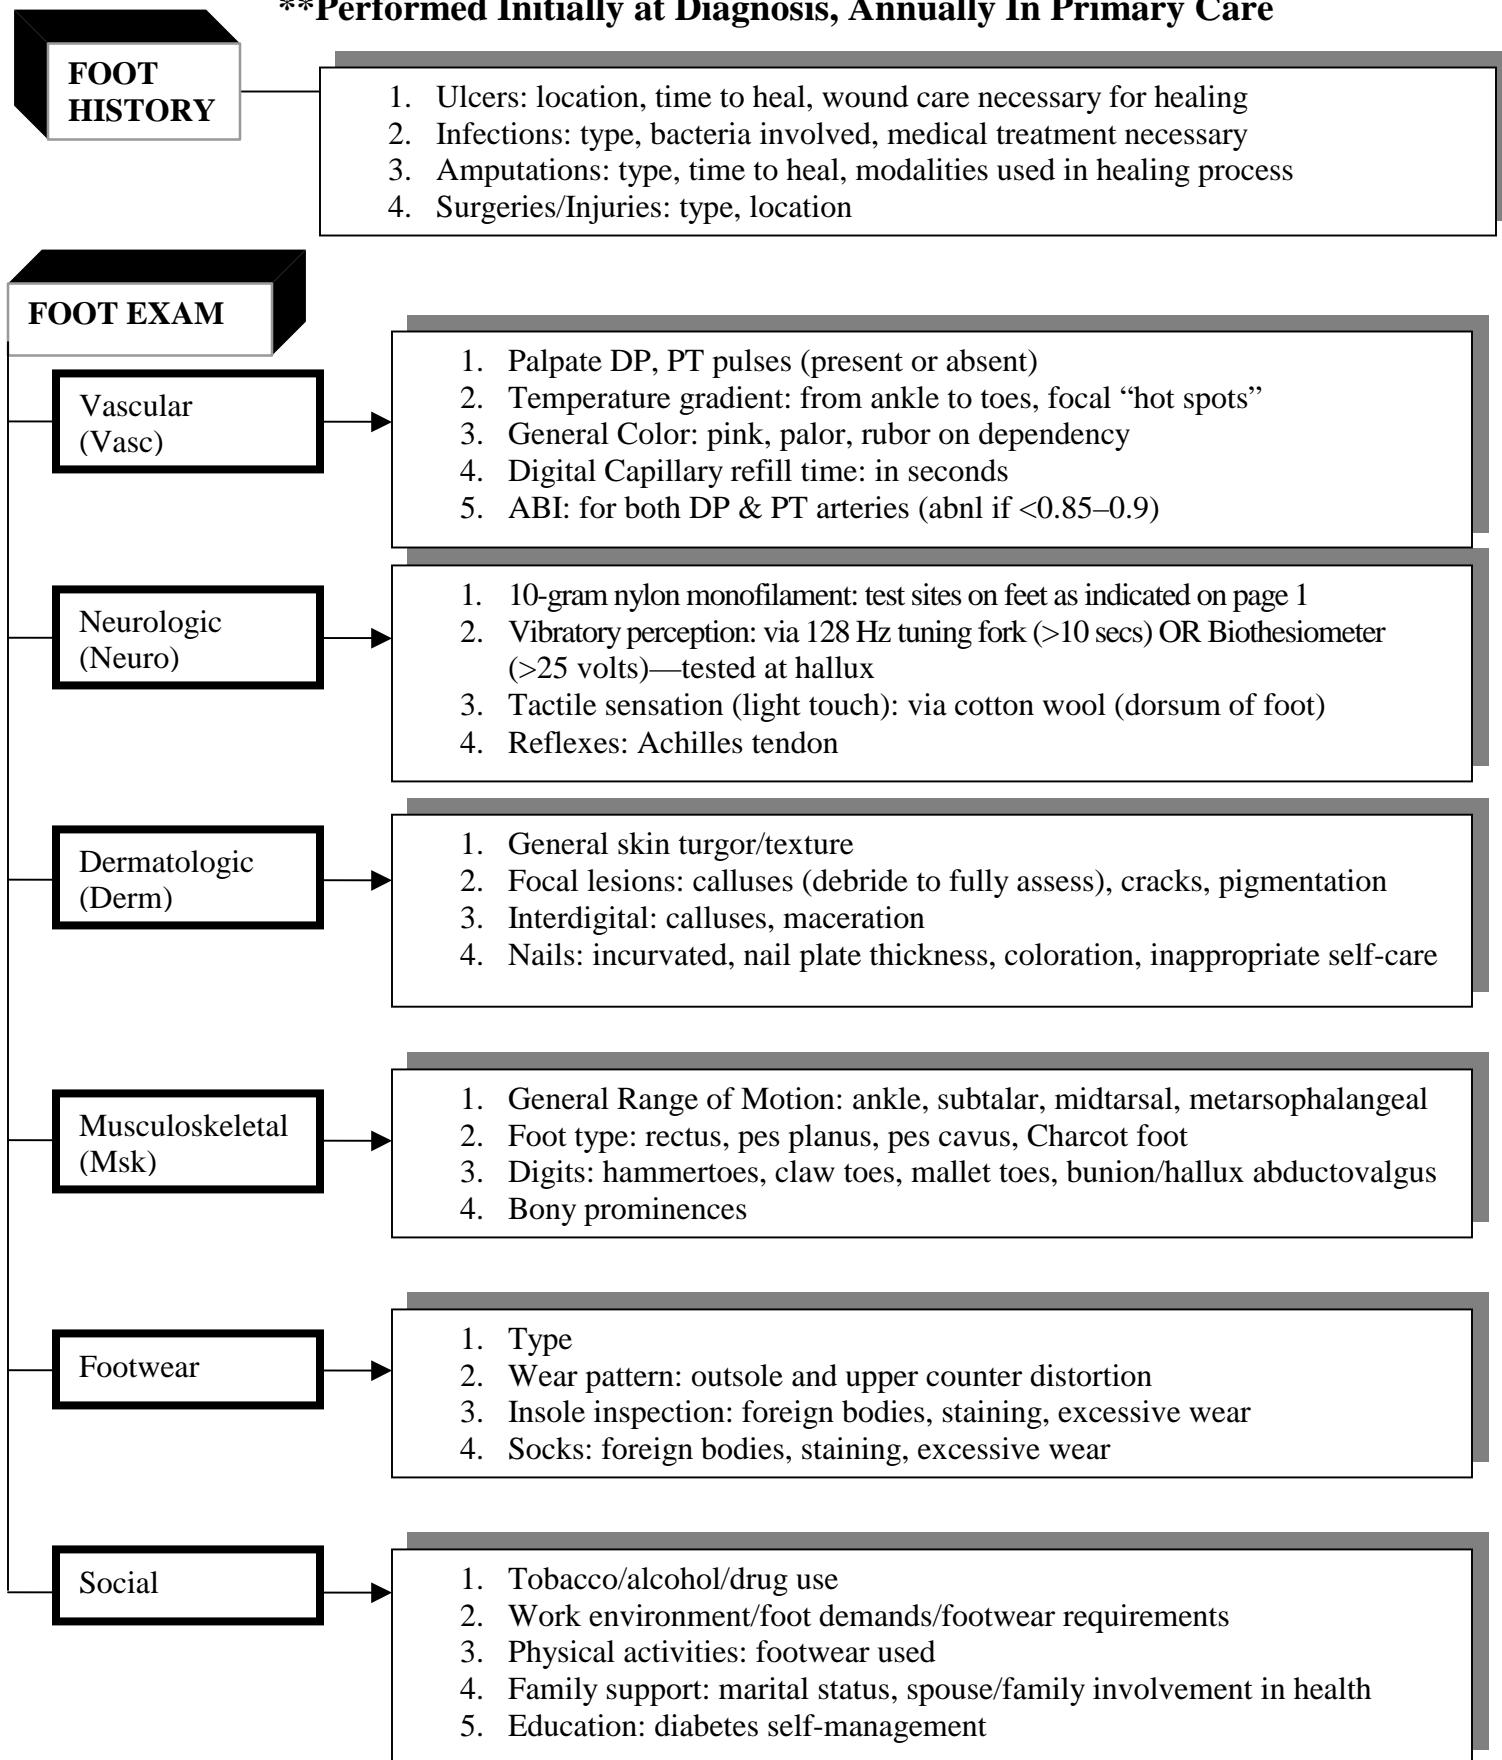 **Performed Initially at Diagnosis, Annually In Primary Care
FOOT
HISTORY
1. Ulcers: location, time to heal, wound care necessary for healing
2. Infections: type, bacteria involved, medical treatment necessary
3. Amputations: type, time to heal, modalities used in healing process
4. Surgeries/Injuries: type, location
FOOT EXAM
Vascular
(Vasc)
1. Palpate DP, PT pulses (present or absent)
2. Temperature gradient: from ankle to toes, focal “hot spots”
3. General Color: pink, palor, rubor on dependency
4. Digital Capillary refill time: in seconds
5. ABI: for both DP & PT arteries (abnl if <0.85–0.9)
Neurologic
(Neuro)
1. 10-gram nylon monofilament: test sites on feet as indicated on page 1
2. Vibratory perception: via 128 Hz tuning fork (>10 secs) OR Biothesiometer
(>25 volts)—tested at hallux
3. Tactile sensation (light touch): via cotton wool (dorsum of foot)
4. Reflexes: Achilles tendon
Dermatologic
(Derm)
1. General skin turgor/texture
2. Focal lesions: calluses (debride to fully assess), cracks, pigmentation
3. Interdigital: calluses, maceration
4. Nails: incurvated, nail plate thickness, coloration, inappropriate self-care
Musculoskeletal
(Msk)
1. General Range of Motion: ankle, subtalar, midtarsal, metarsophalangeal
2. Foot type: rectus, pes planus, pes cavus, Charcot foot
3. Digits: hammertoes, claw toes, mallet toes, bunion/hallux abductovalgus
4. Bony prominences
Footwear
1. Type
2. Wear pattern: outsole and upper counter distortion
3. Insole inspection: foreign bodies, staining, excessive wear
4. Socks: foreign bodies, staining, excessive wear
Social
1. Tobacco/alcohol/drug use
2. Work environment/foot demands/footwear requirements
3. Physical activities: footwear used
4. Family support: marital status, spouse/family involvement in health
5. Education: diabetes self-management